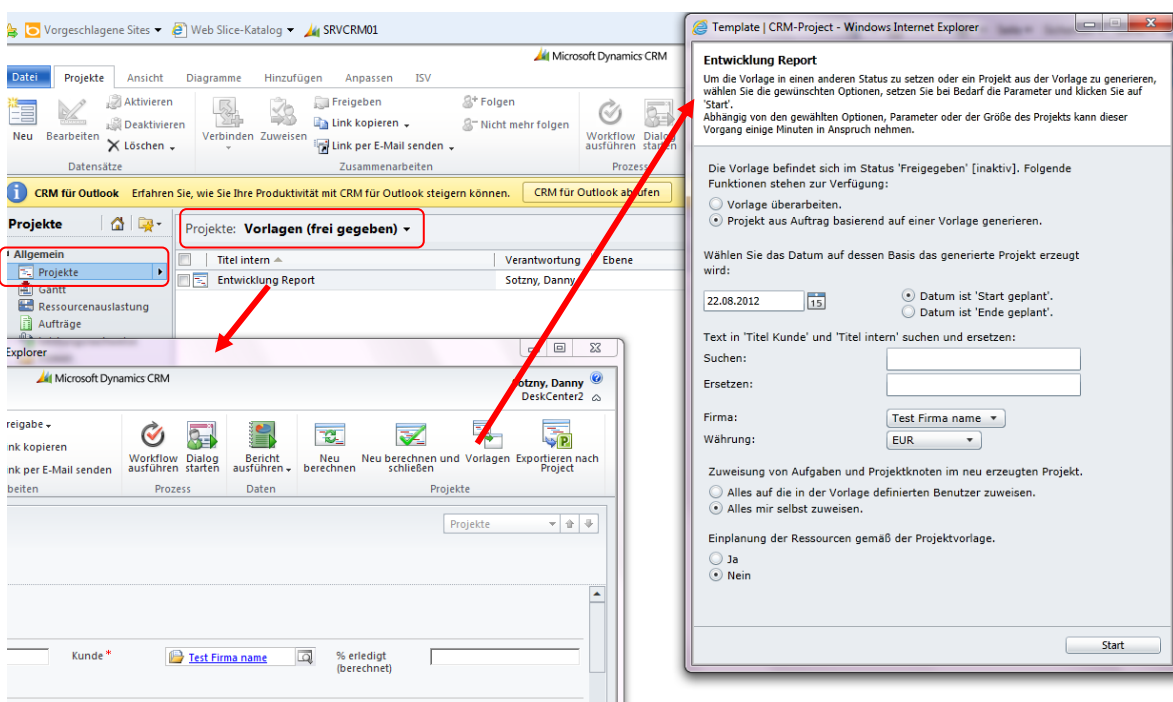 Vorgeschlagene Sites ▾ Web Slice-Katalog ▾ SRVCRM01
Microsoft Dynamics CRM
Datei Projekte Ansicht Diagramme Hinzufügen Anpassen ISV
Neu
Bearbeiten
Aktivieren
Deaktivieren
Löschen
Datensätze
Verbinden
Zuweisen
Freigeben
Link kopieren
Link per E-Mail senden
Folgen
Nicht mehr folgen
Zusammenarbeiten
Workflow ausführen
Dialog starten
Prozess
CRM für Outlook Erfahren Sie, wie Sie Ihre Produktivität mit CRM für Outlook steigern können. CRM für Outlook abrufen
Projekte
Projekte: Vorlagen (frei gegeben)
Allgemein
Projekte
Gantt
Ressourcenauslastung
Aufträge
Titel intern Verantwortung Ebene
Entwicklung Report Sotzny, Danny
Explorer
Microsoft Dynamics CRM
Sotzny, Danny
DeskCenter2
reigabe
nk kopieren
nk per E-Mail senden
beiten
Workflow ausführen
Dialog starten
Prozess
Bericht ausführen
Daten
Neu berechnen
Neu berechnen und schließen
Vorlagen
Exportieren nach Project
Projekte
Projekte
Kunde *
Test Firma name
% erledigt
(berechnet)
Template | CRM-Project - Windows Internet Explorer
Entwicklung Report
Um die Vorlage in einen anderen Status zu setzen oder ein Projekt aus der Vorlage zu generieren,
wählen Sie die gewünschten Optionen, setzen Sie bei Bedarf die Parameter und klicken Sie auf
'Start'.
Abhängig von den gewählten Optionen, Parameter oder der Größe des Projekts kann dieser
Vorgang einige Minuten in Anspruch nehmen.
Die Vorlage befindet sich im Status 'Freigegeben' [inaktiv]. Folgende
Funktionen stehen zur Verfügung:
Vorlage überarbeiten.
Projekt aus Auftrag basierend auf einer Vorlage generieren.
Wählen Sie das Datum auf dessen Basis das generierte Projekt erzeugt
wird:
22.08.2012 15
Datum ist 'Start geplant'.
Datum ist 'Ende geplant'.
Text in 'Titel Kunde' und 'Titel intern' suchen und ersetzen:
Suchen:
Ersetzen:
Firma: Test Firma name
Währung: EUR
Zuweisung von Aufgaben und Projektknoten im neu erzeugten Projekt.
Alles auf die in der Vorlage definierten Benutzer zuweisen.
Alles mir selbst zuweisen.
Einplanung der Ressourcen gemäß der Projektvorlage.
Ja
Nein
Start